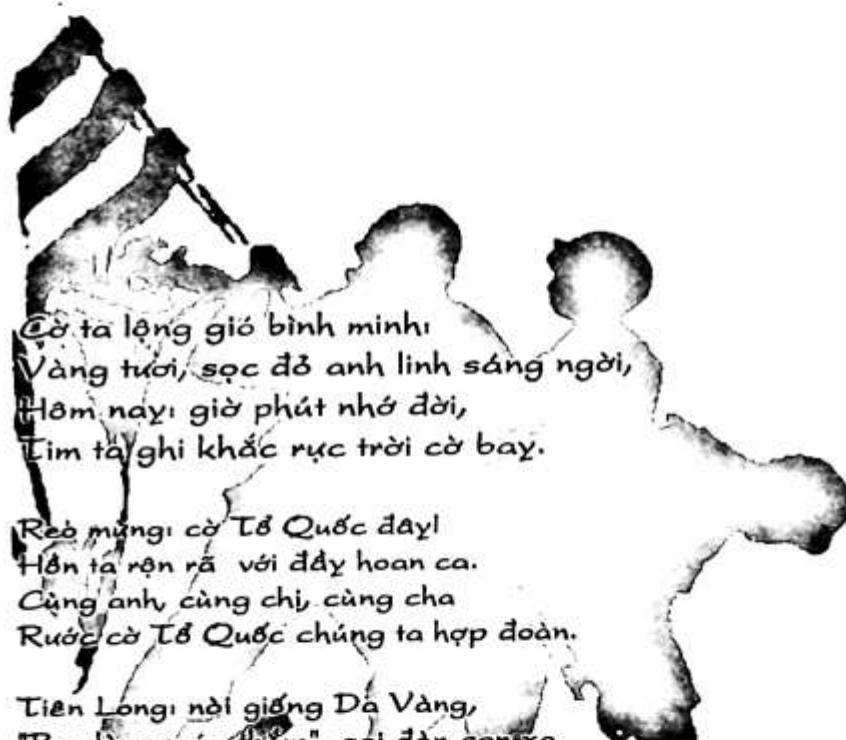 Cờ ta lộng gió bình minh:
Vàng tươi, sọc đỏ anh linh sáng ngời,
Hôm nay: giờ phút nhớ đời,
Tim ta ghi khắc rực trời cờ bay.
Reo mừng: cờ Tổ Quốc đây!
Hồn ta rộn rã với đầy hoan ca.
Cùng anh, cùng chị, cùng cha
Rước cờ Tổ Quốc chúng ta hợp đoàn.
Tiên Long: nòi giống Da Vàng,